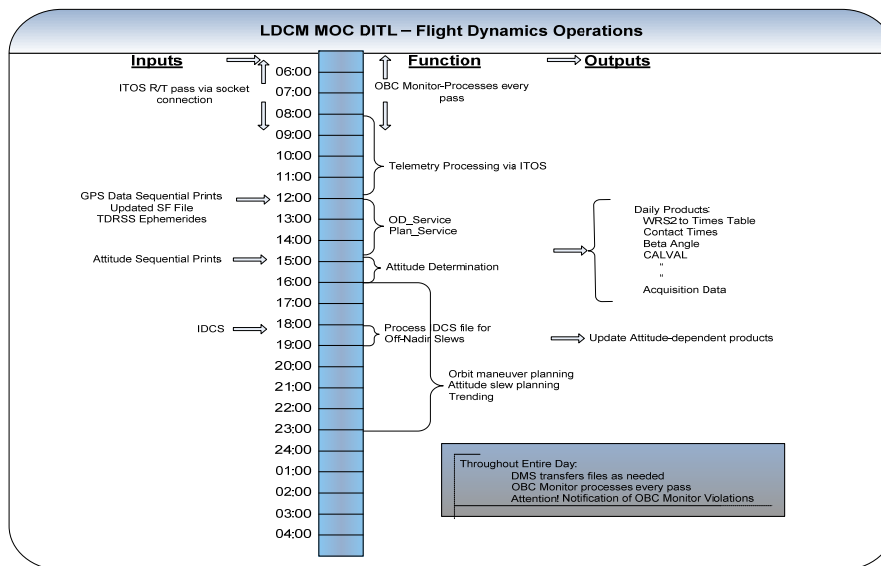 LDCM MOC DITL – Flight Dynamics Operations
Inputs
Function
Outputs
ITOS R/T pass via socket
connection
OBC Monitor-Processes every
pass
06:00
07:00
08:00
09:00
10:00
11:00
12:00
13:00
14:00
15:00
16:00
17:00
18:00
19:00
20:00
21:00
22:00
23:00
24:00
01:00
02:00
03:00
04:00
Telemetry Processing via ITOS
GPS Data Sequential Prints
Updated SF File
TDRSS Ephemerides
OD_Service
Plan_Service
Daily Products:
WRS2 to Times Table
Contact Times
Beta Angle
CALVAL
"
"
Acquisition Data
Attitude Sequential Prints
Attitude Determination
IDCS
Process IDCS file for
Off-Nadir Slews
Update Attitude-dependent products
Orbit maneuver planning
Attitude slew planning
Trending
Throughout Entire Day:
DMS transfers files as needed
OBC Monitor processes every pass
Attention! Notification of OBC Monitor Violations